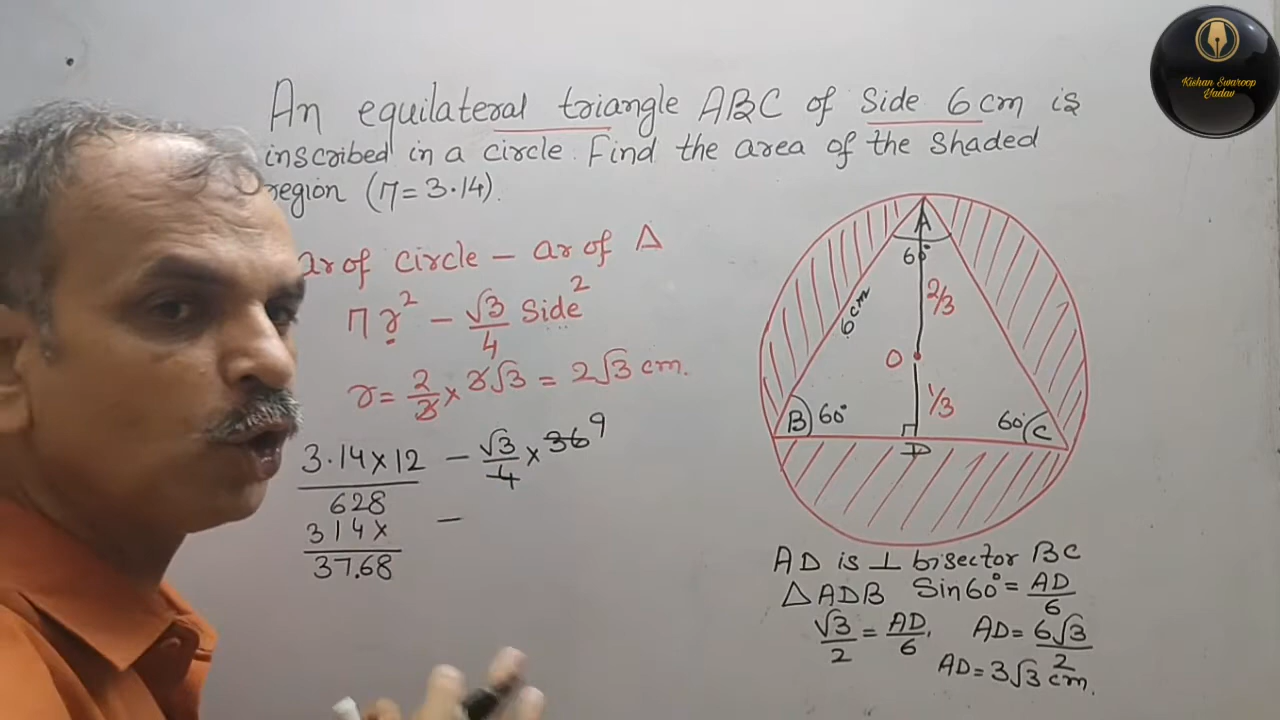 Kishan Swaroop
Yadav
An equilateral triangle ABC of Side 6 cm is
inscribed in a circle. Find the area of the shaded
region (π = 3.14).
ar of circle – ar of Δ
πr² – √3/4 Side²
r = 2/3 × 3√3 = 2√3 cm.
3.14 × 12 – √3/4 × 36 9
628 –
314×
37.68
A
60°
6 cm
2/3
O
1/3
B 60°
60° C
D
AD is ⊥ bisector BC
Δ ADB Sin60° = AD/6
√3/2 = AD/6, AD = 6√3/2
AD = 3√3 cm.